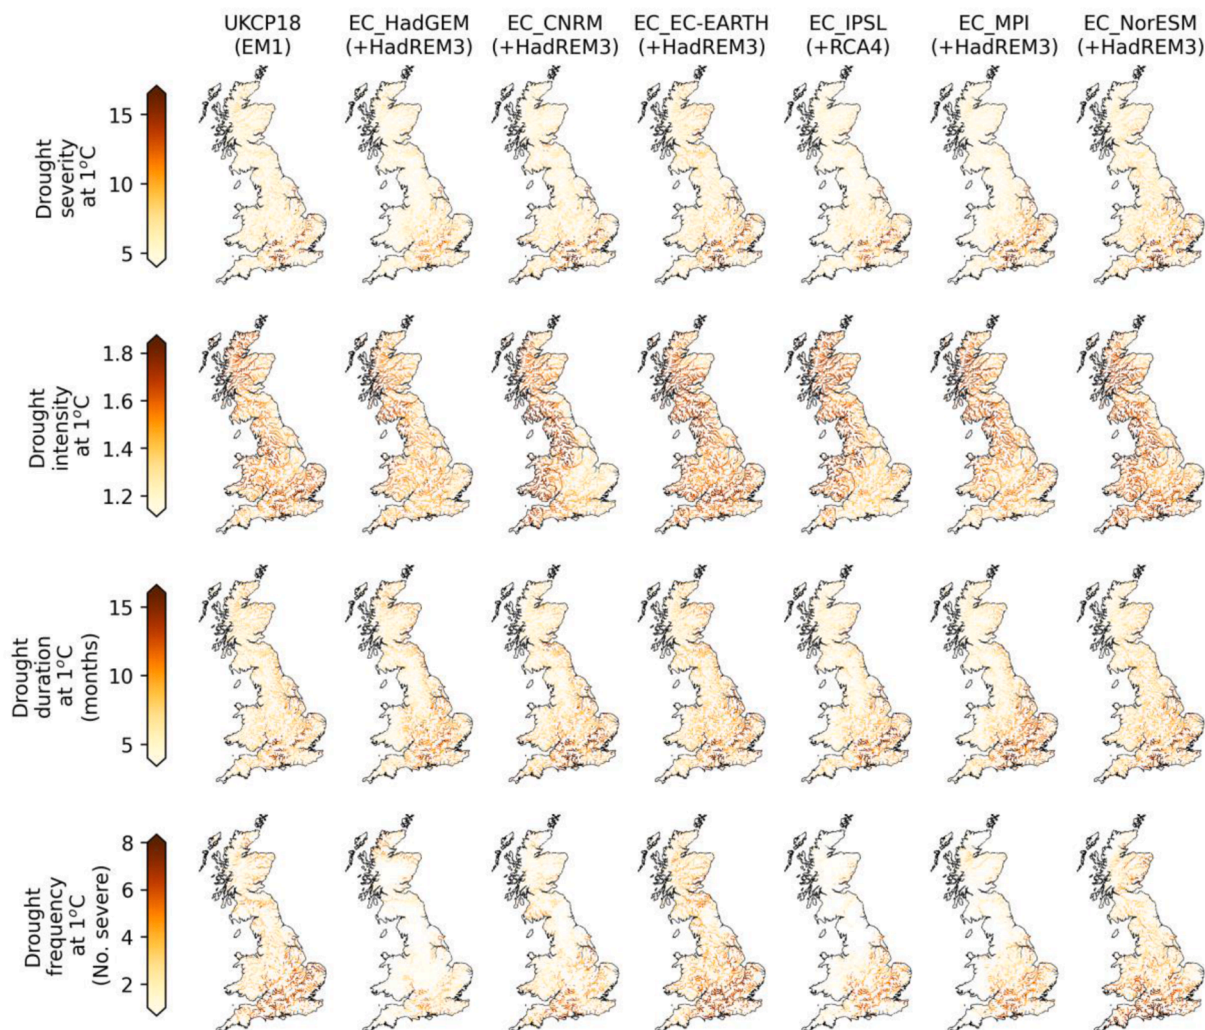 UKCP18
(EM1)
EC_HadGEM
(+HadREM3)
EC_CNRM
(+HadREM3)
EC_EC-EARTH
(+HadREM3)
EC_IPSL
(+RCA4)
EC_MPI
(+HadREM3)
EC_NorESM
(+HadREM3)
Drought
severity
at 1°C
15
10
5
Drought
intensity
at 1°C
1.8
1.6
1.4
1.2
Drought
duration
at 1°C
(months)
15
10
5
Drought
frequency
at 1°C
(No. severe)
8
6
4
2